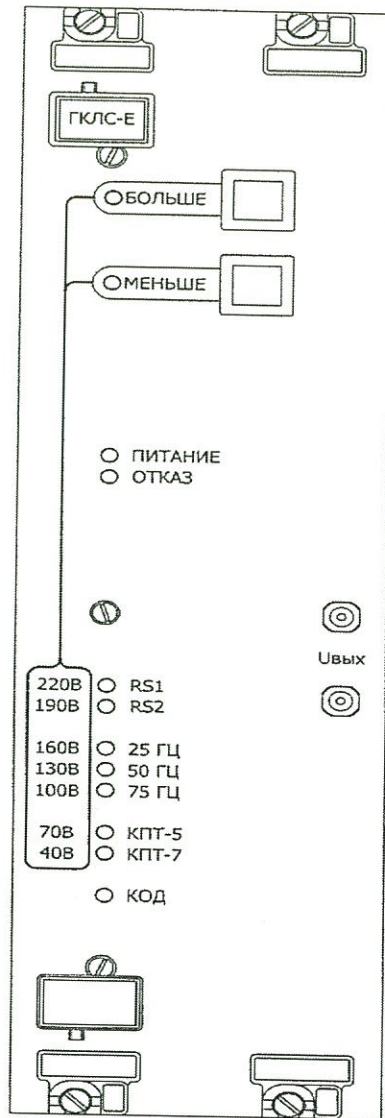 ГКЛС-Е
БОЛЬШЕ
МЕНЬШЕ
ПИТАНИЕ
ОТКАЗ
Uвых
220В RS1
190В RS2
160В 25 ГЦ
130В 50 ГЦ
100В 75 ГЦ
70В КПТ-5
40В КПТ-7
КОД